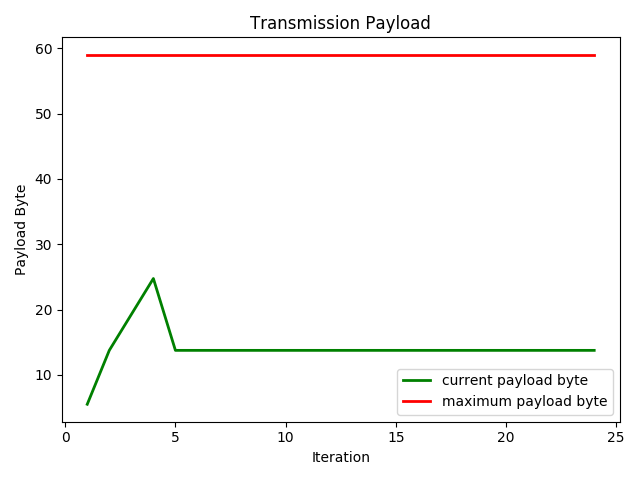 Transmission Payload
60
50
40
30
20
10
Payload Byte
current payload byte
maximum payload byte
0 5 10 15 20 25
Iteration